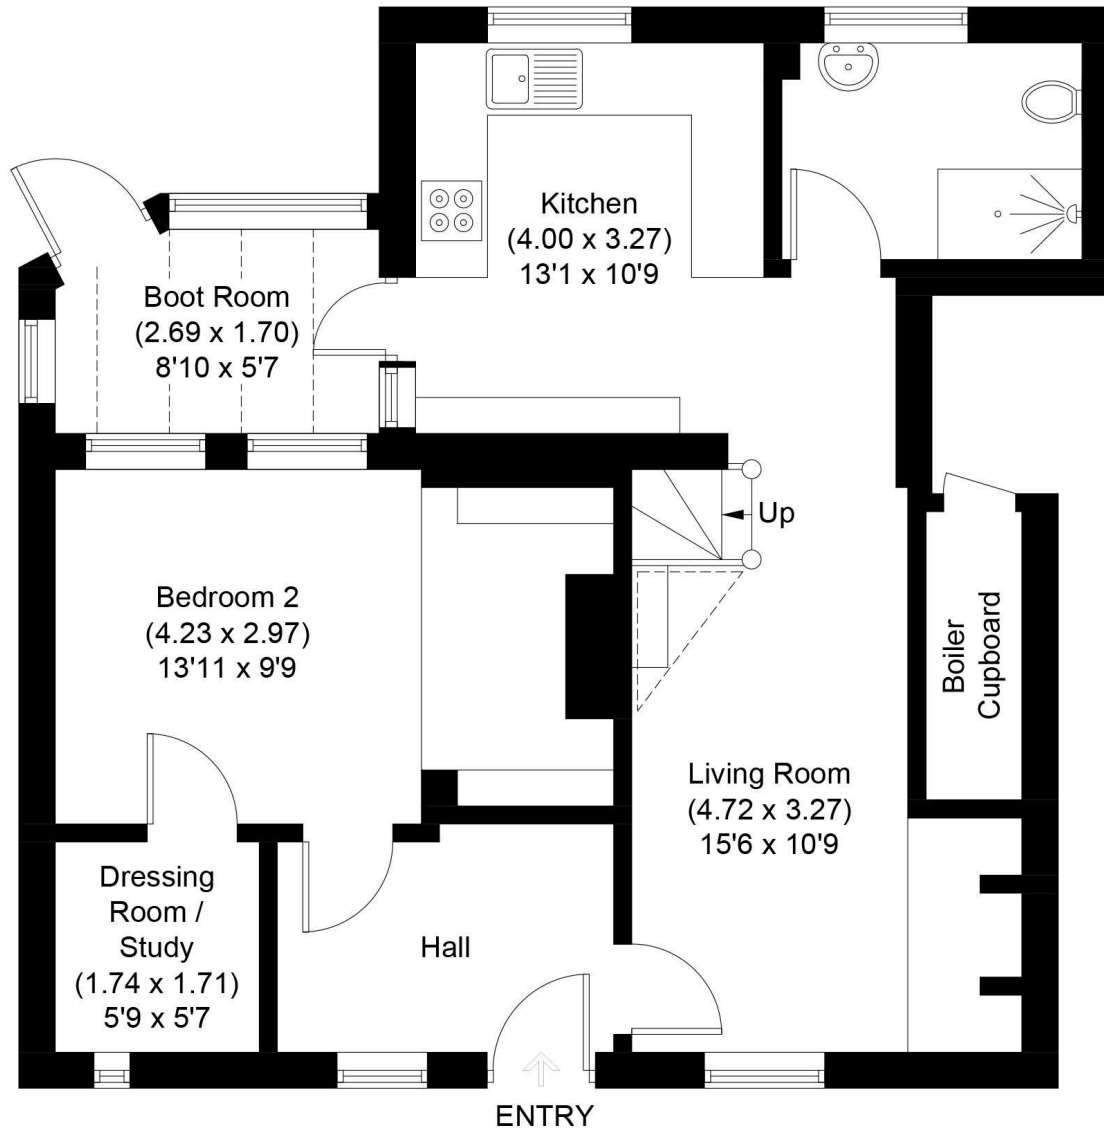 Kitchen
(4.00 x 3.27)
13'1 x 10'9
Boot Room
(2.69 x 1.70)
8'10 x 5'7
Up
Bedroom 2
(4.23 x 2.97)
13'11 x 9'9
Boiler
Cupboard
Living Room
(4.72 x 3.27)
15'6 x 10'9
Dressing
Room /
Study
(1.74 x 1.71)
5'9 x 5'7
Hall
ENTRY